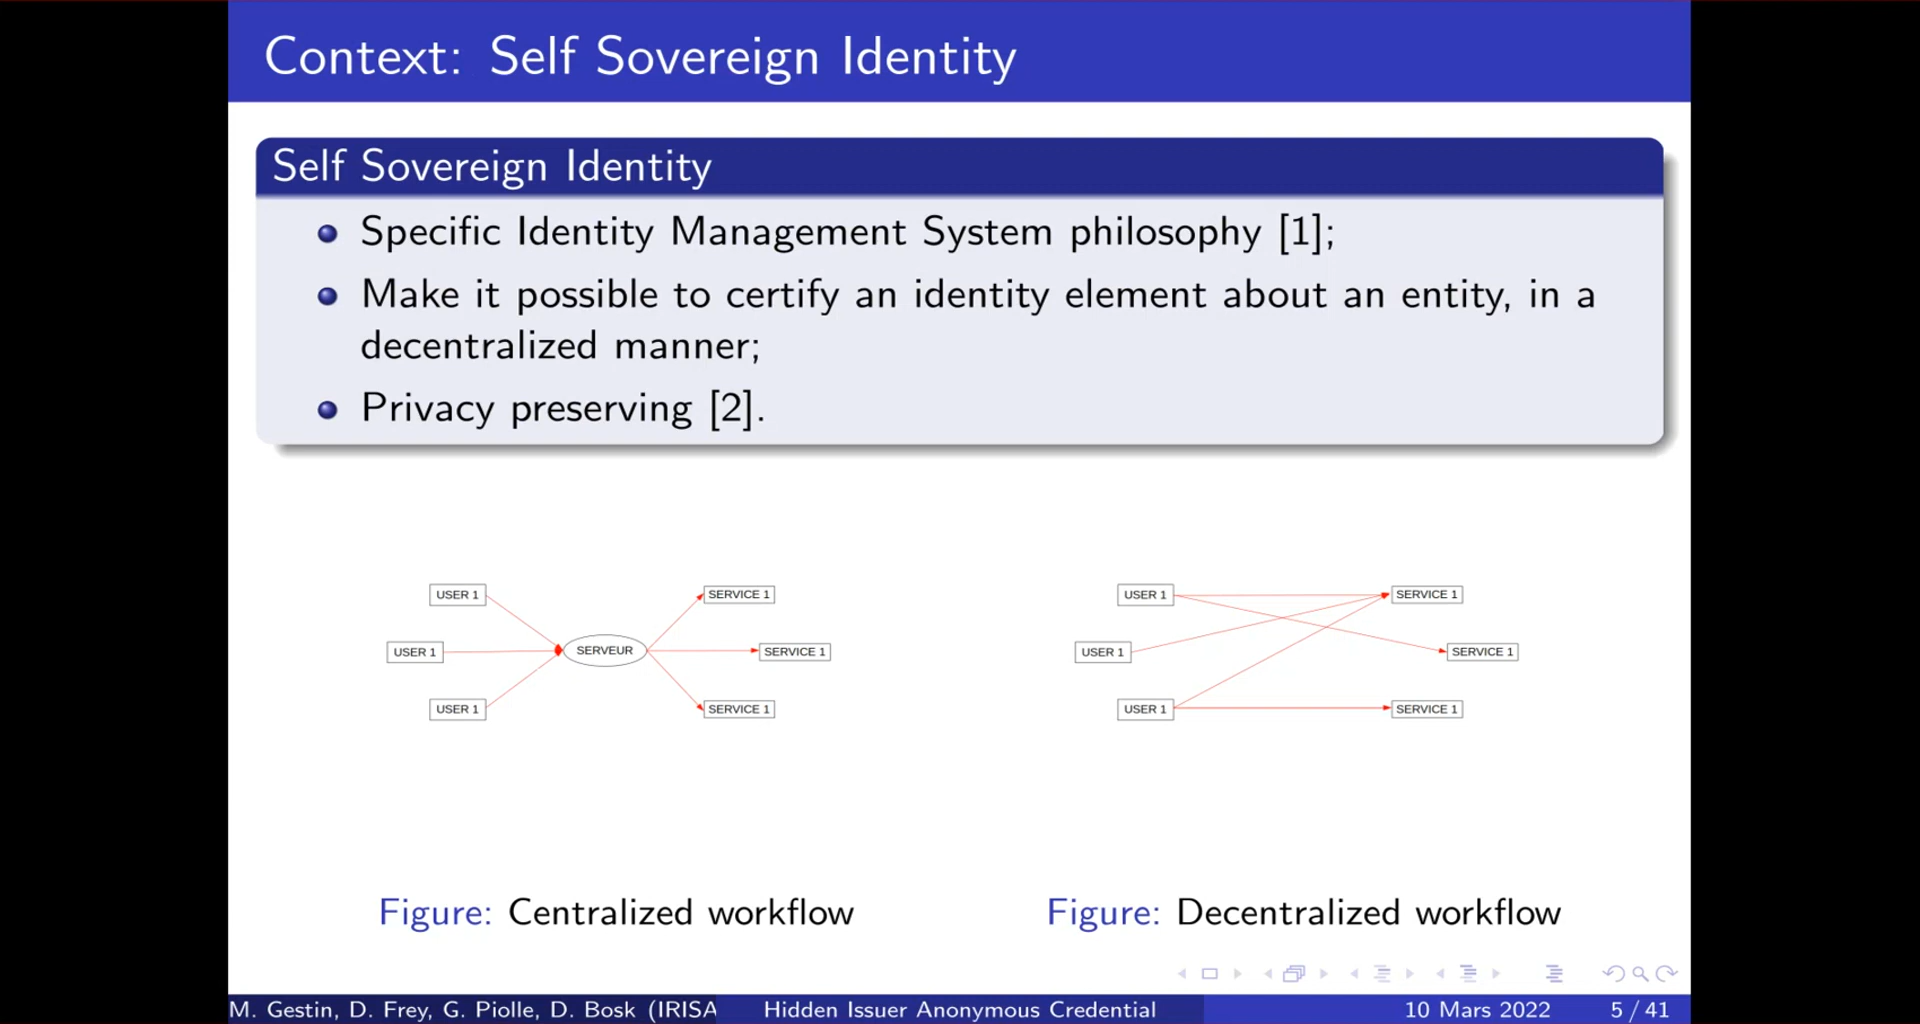 Context: Self Sovereign Identity
Self Sovereign Identity
Specific Identity Management System philosophy [1];
Make it possible to certify an identity element about an entity, in a
decentralized manner;
Privacy preserving [2].
USER 1
SERVICE 1
USER 1
SERVEUR
SERVICE 1
USER 1
SERVICE 1
Figure: Centralized workflow
USER 1
SERVICE 1
USER 1
SERVICE 1
USER 1
SERVICE 1
Figure: Decentralized workflow
M. Gestin, D. Frey, G. Piolle, D. Bosk (IRISA
Hidden Issuer Anonymous Credential
10 Mars 2022
5 / 41